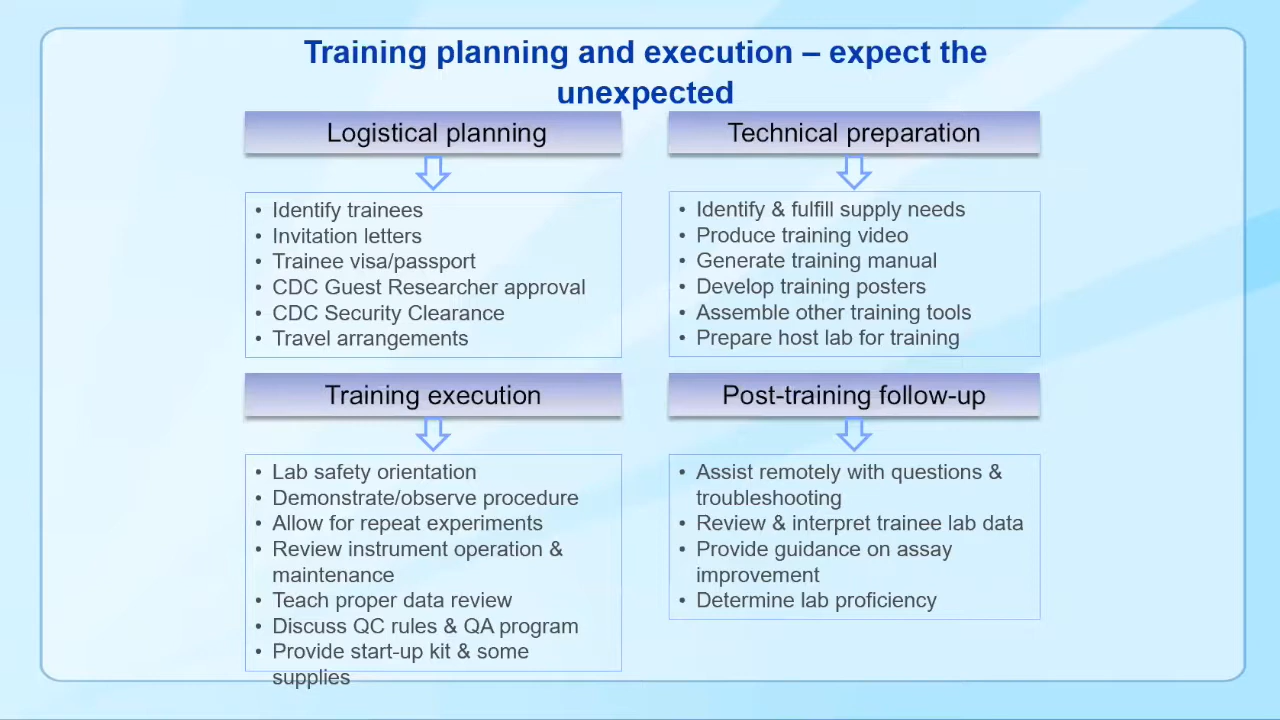 Training planning and execution – expect the
unexpected
Logistical planning
• Identify trainees
• Invitation letters
• Trainee visa/passport
• CDC Guest Researcher approval
• CDC Security Clearance
• Travel arrangements
Technical preparation
• Identify & fulfill supply needs
• Produce training video
• Generate training manual
• Develop training posters
• Assemble other training tools
• Prepare host lab for training
Training execution
• Lab safety orientation
• Demonstrate/observe procedure
• Allow for repeat experiments
• Review instrument operation &
maintenance
• Teach proper data review
• Discuss QC rules & QA program
• Provide start-up kit & some
supplies
Post-training follow-up
• Assist remotely with questions &
troubleshooting
• Review & interpret trainee lab data
• Provide guidance on assay
improvement
• Determine lab proficiency